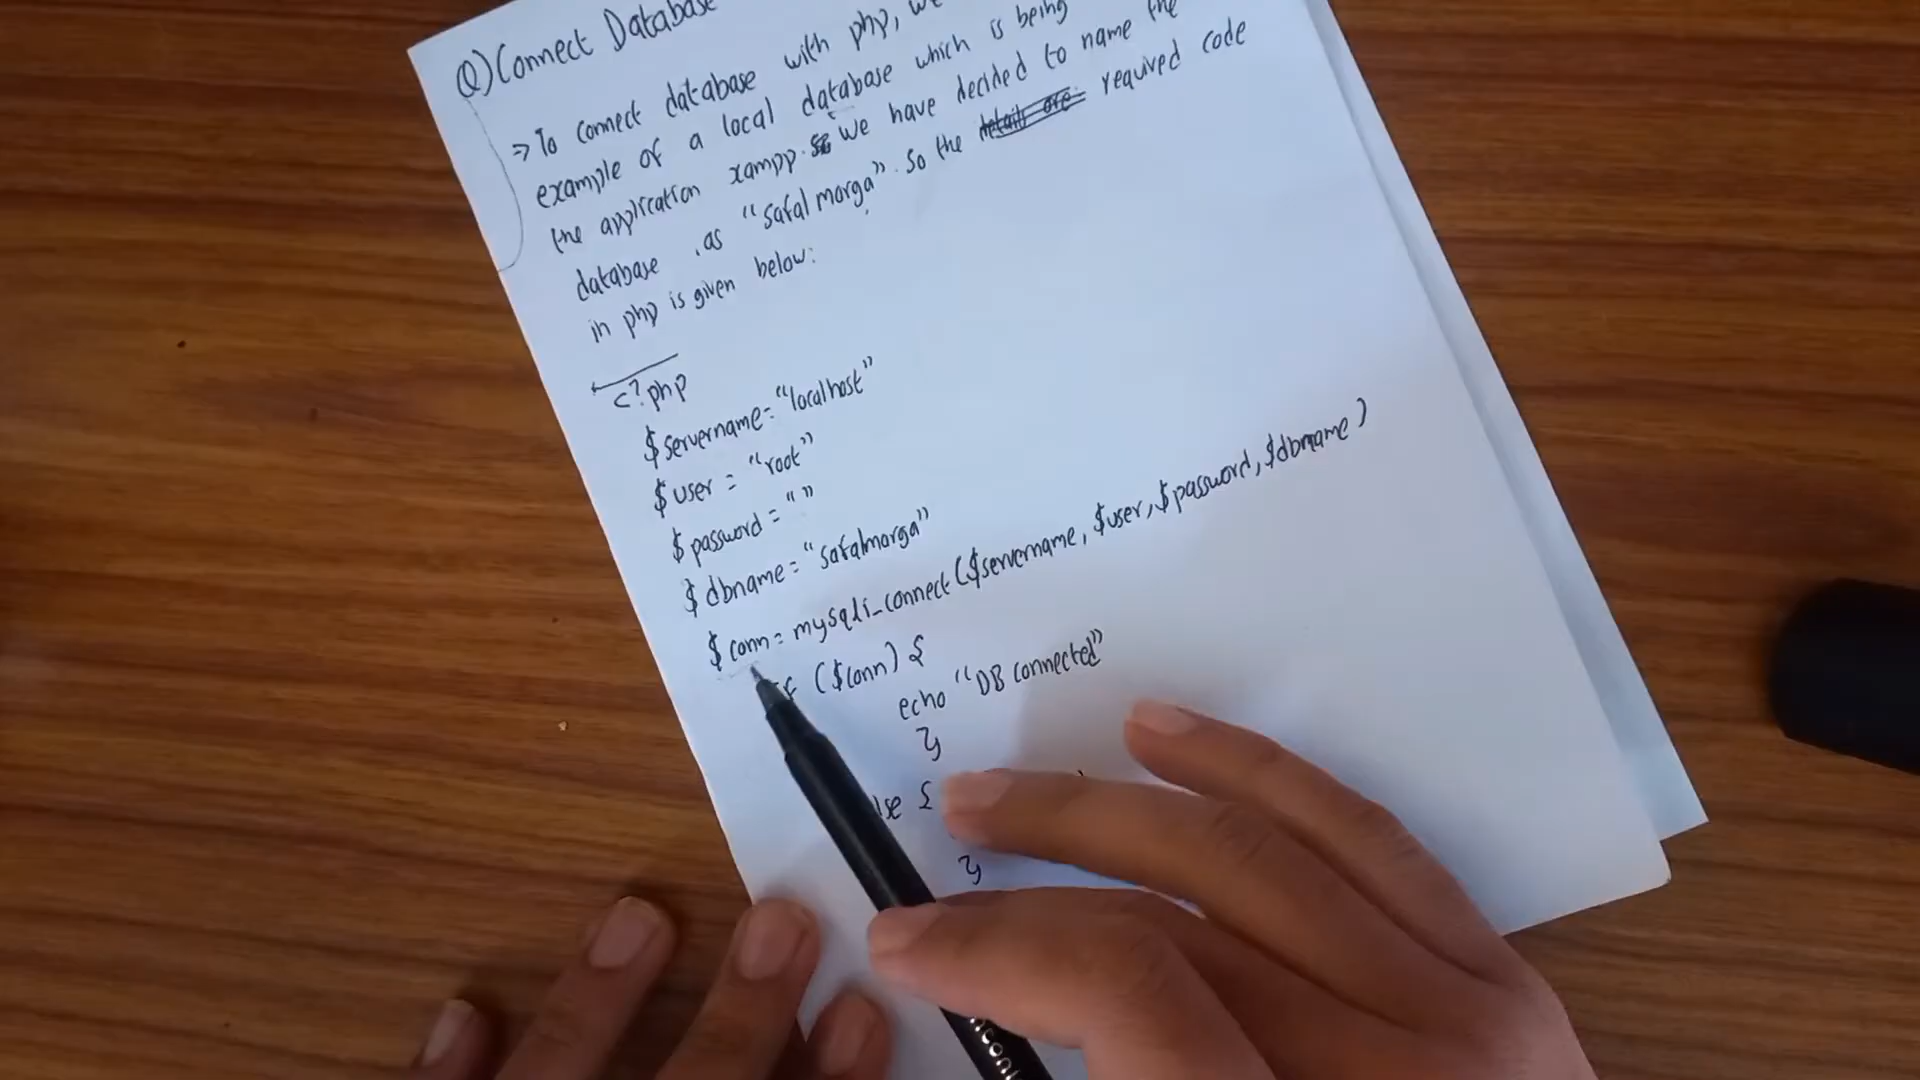 Q) Connect Database
⇒ To connect database with php, we
example of a local database which is being
the application xampp. We have decided to name the
database as "safal marga". So the required code
in php is given below:
<?php
$servername= "localhost"
$user = "root"
$password = " "
$dbname = "safalmarga"
$conn= mysqli_connect($servername, $user, $password, $dbname)
($conn) {
echo "DB connected"
}
{
}